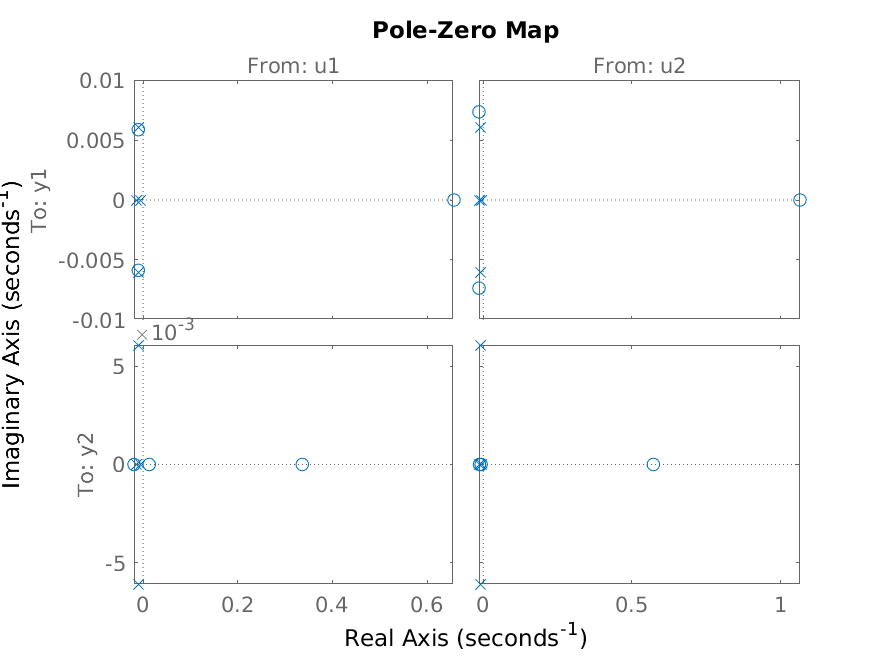 Pole-Zero Map
From: u1
From: u2
0.01
0.005
0
-0.005
-0.01
To: y1
×10⁻³
5
0
-5
To: y2
0
0.2
0.4
0.6
0
0.5
1
Imaginary Axis (seconds⁻¹)
Real Axis (seconds⁻¹)